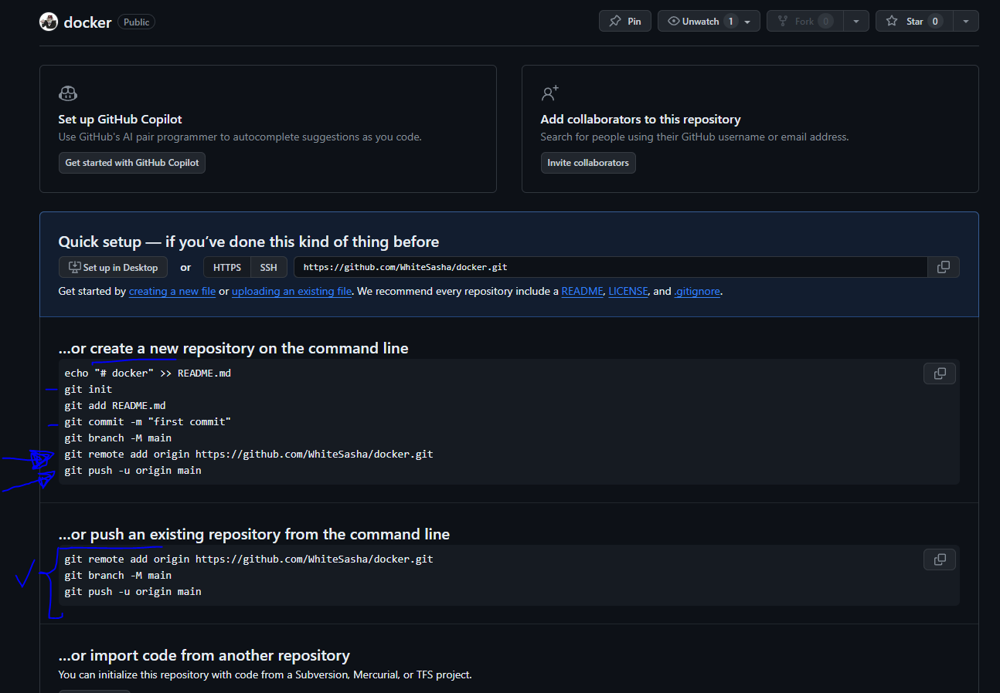 docker Public Pin Unwatch 1 Fork 0 Star 0
Set up GitHub Copilot
Use GitHub's AI pair programmer to autocomplete suggestions as you code.
Get started with GitHub Copilot
Add collaborators to this repository
Search for people using their GitHub username or email address.
Invite collaborators
Quick setup — if you've done this kind of thing before
Set up in Desktop or HTTPS SSH https://github.com/WhiteSasha/docker.git
Get started by creating a new file or uploading an existing file. We recommend every repository include a README, LICENSE, and .gitignore.
...or create a new repository on the command line
echo "# docker" >> README.md
git init
git add README.md
git commit -m "first commit"
git branch -M main
git remote add origin https://github.com/WhiteSasha/docker.git
git push -u origin main
...or push an existing repository from the command line
git remote add origin https://github.com/WhiteSasha/docker.git
git branch -M main
git push -u origin main
...or import code from another repository
You can initialize this repository with code from a Subversion, Mercurial, or TFS project.